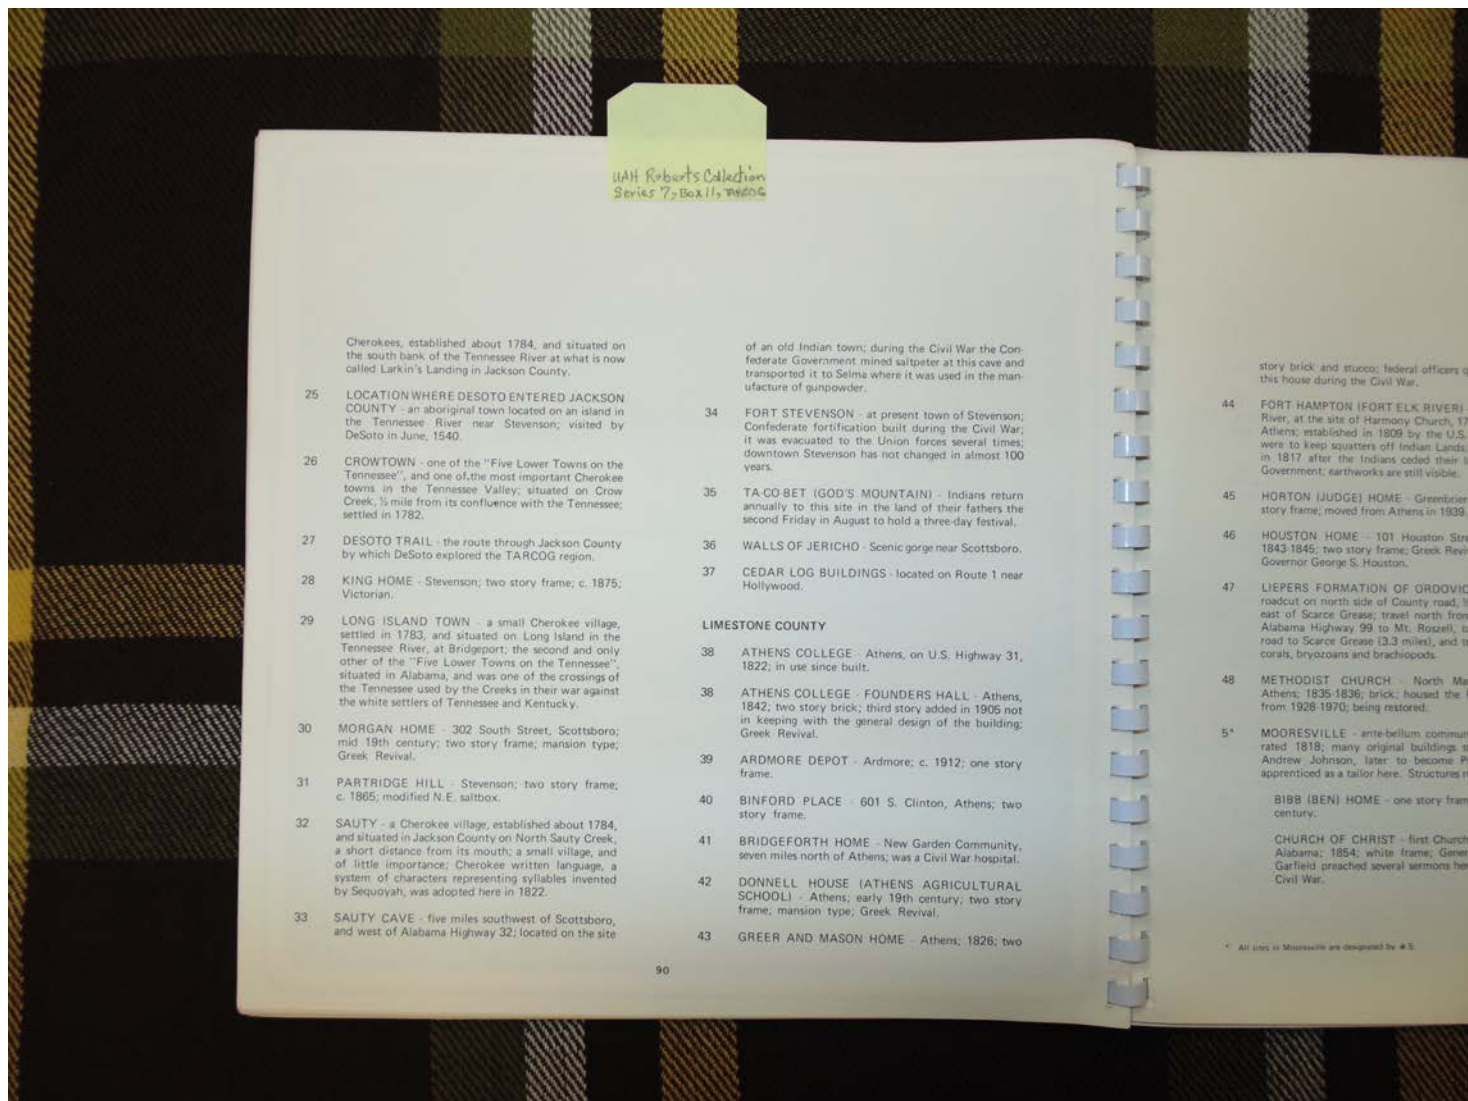 UAH Roberts Collection
Series 7, Box 11, TARCOG
Cherokees, established about 1784, and situated on
the south bank of the Tennessee River at what is now
called Larkin's Landing in Jackson County.
25 LOCATION WHERE DESOTO ENTERED JACKSON
COUNTY - an aboriginal town located on an island in
the Tennessee River near Stevenson; visited by
DeSoto in June, 1540.
26 CROWTOWN - one of the "Five Lower Towns on the
Tennessee", and one of the most important Cherokee
towns in the Tennessee Valley; situated on Crow
Creek, ½ mile from its confluence with the Tennessee;
settled in 1782.
27 DESOTO TRAIL - the route through Jackson County
by which DeSoto explored the TARCOG region.
28 KING HOME - Stevenson; two story frame; c. 1875;
Victorian.
29 LONG ISLAND TOWN - a small Cherokee village,
settled in 1783, and situated on Long Island in the
Tennessee River, at Bridgeport; the second and only
other of the "Five Lower Towns on the Tennessee",
situated in Alabama, and was one of the crossings of
the Tennessee used by the Creeks in their war against
the white settlers of Tennessee and Kentucky.
30 MORGAN HOME - 302 South Street, Scottsboro;
mid 19th century; two story frame; mansion type;
Greek Revival.
31 PARTRIDGE HILL - Stevenson; two story frame;
c. 1865; modified N.E. saltbox.
32 SAUTY - a Cherokee village, established about 1784,
and situated in Jackson County on North Sauty Creek,
a short distance from its mouth; a small village, and
of little importance; Cherokee written language, a
system of characters representing syllables invented
by Sequoyah, was adopted here in 1822.
33 SAUTY CAVE - five miles southwest of Scottsboro,
and west of Alabama Highway 32; located on the site
of an old Indian town; during the Civil War the Con-
federate Government mined saltpeter at this cave and
transported it to Selma where it was used in the man-
ufacture of gunpowder.
34 FORT STEVENSON - at present town of Stevenson;
Confederate fortification built during the Civil War;
it was evacuated to the Union forces several times;
downtown Stevenson has not changed in almost 100
years.
35 TA-CO-BET (GOD'S MOUNTAIN) - Indians return
annually to this site in the land of their fathers the
second Friday in August to hold a three-day festival.
36 WALLS OF JERICHO - Scenic gorge near Scottsboro.
37 CEDAR LOG BUILDINGS - located on Route 1 near
Hollywood.
LIMESTONE COUNTY
38 ATHENS COLLEGE - Athens, on U.S. Highway 31,
1822; in use since built.
38 ATHENS COLLEGE - FOUNDERS HALL - Athens,
1842; two story brick; third story added in 1905 not
in keeping with the general design of the building;
Greek Revival.
39 ARDMORE DEPOT - Ardmore; c. 1912; one story
frame.
40 BINFORD PLACE - 601 S. Clinton, Athens; two
story frame.
41 BRIDGEFORTH HOME - New Garden Community,
seven miles north of Athens; was a Civil War hospital.
42 DONNELL HOUSE (ATHENS AGRICULTURAL
SCHOOL) - Athens; early 19th century; two story
frame; mansion type; Greek Revival.
43 GREER AND MASON HOME - Athens; 1826; two
90
story brick and stucco; federal officers
this house during the Civil War.
44 FORT HAMPTON (FORT ELK RIVER) -
River, at the site of Harmony Church, 17
Athens; established in 1809 by the U.S.
were to keep squatters off Indian Lands;
in 1817 after the Indians ceded their
Government; earthworks are still visible.
45 HORTON (JUDGE) HOME - Greenbrier
story frame; moved from Athens in 1939.
46 HOUSTON HOME - 101 Houston
1843-1845; two story frame; Greek
Governor George S. Houston.
47 LIEPERS FORMATION OF
roadcut on north side of County road,
east of Scarce Grease; travel north from
Alabama Highway 99 to Mt. Roszell,
road to Scarce Grease (3.3 miles), and
corals, bryozoans and brachiopods.
48 METHODIST CHURCH - North
Athens; 1835-1836; brick; housed the
from 1928-1970; being restored.
5* MOORESVILLE - ante-bellum
rated 1818; many original buildings
Andrew Johnson, later to become
apprenticed as a tailor here. Structures
BIBB (BEN) HOME - one story
century.
CHURCH OF CHRIST - first Church
Alabama; 1854; white frame;
Garfield preached several sermons
Civil War.
* All sites in Mooresville are designated by # 5.